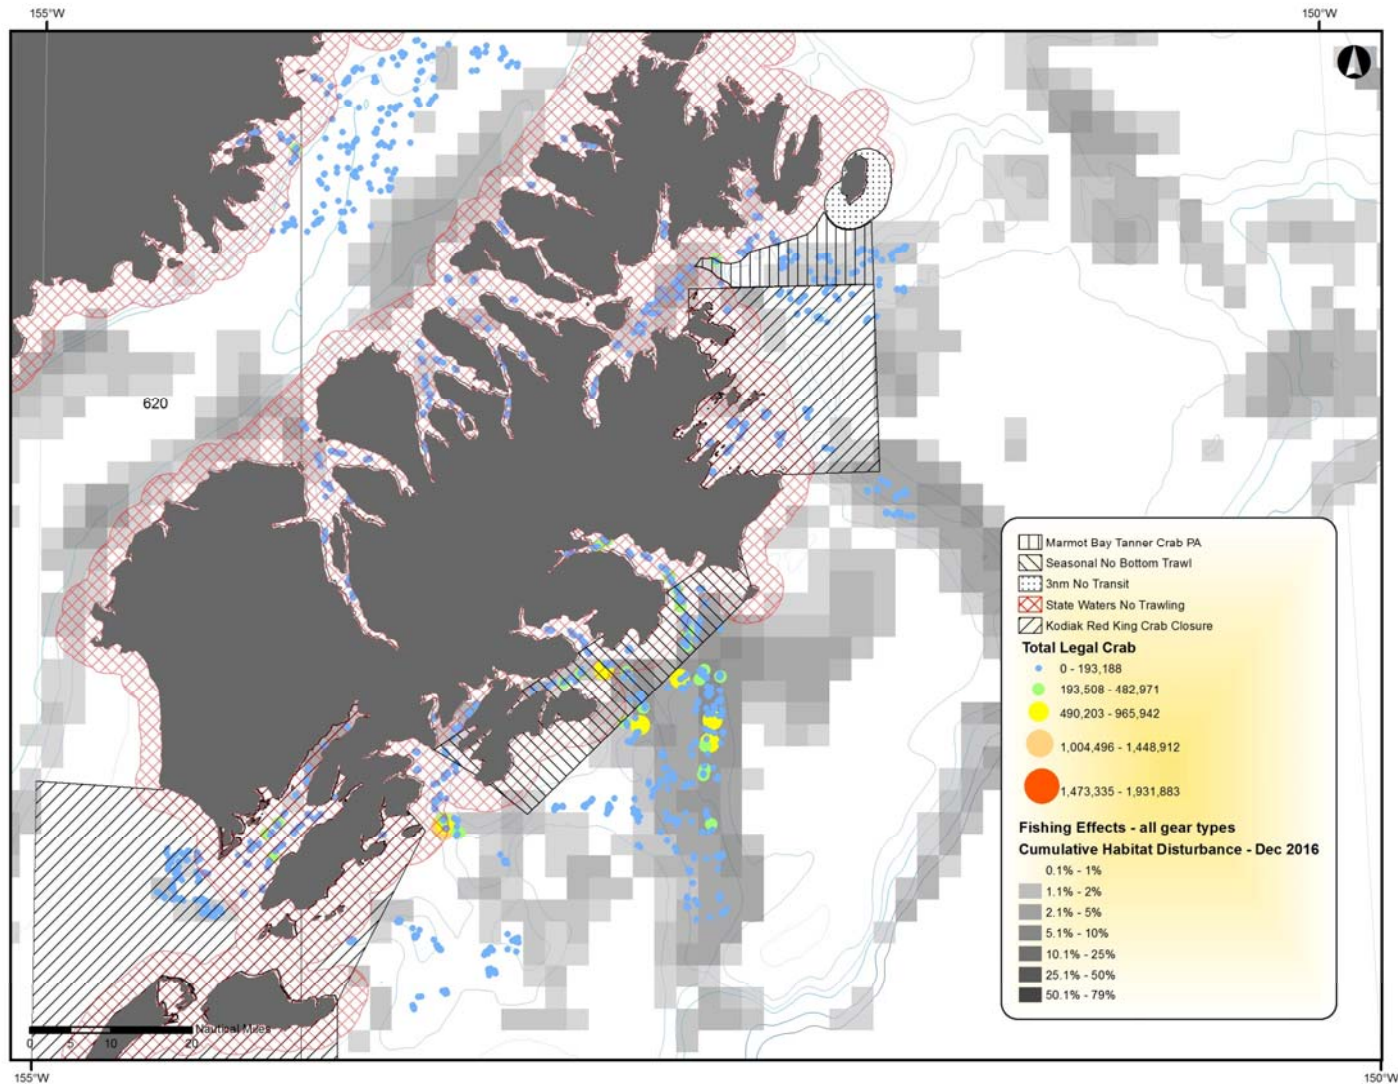 155°W 150°W
620
Marmot Bay Tanner Crab PA
Seasonal No Bottom Trawl
3nm No Transit
State Waters No Trawling
Kodiak Red King Crab Closure
Total Legal Crab
0 - 193,188
193,508 - 482,971
490,203 - 965,942
1,004,496 - 1,448,912
1,473,335 - 1,931,883
Fishing Effects - all gear types
Cumulative Habitat Disturbance - Dec 2016
0.1% - 1%
1.1% - 2%
2.1% - 5%
5.1% - 10%
10.1% - 25%
25.1% - 50%
50.1% - 79%
Nautical Miles
0 5 10 20
155°W 150°W